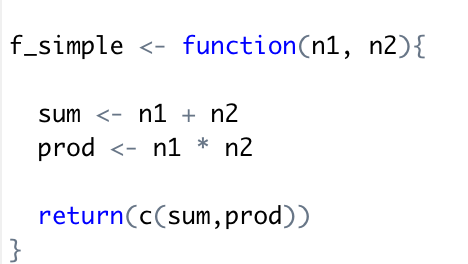 f_simple <- function(n1, n2){
sum <- n1 + n2
prod <- n1 * n2
return(c(sum,prod))
}